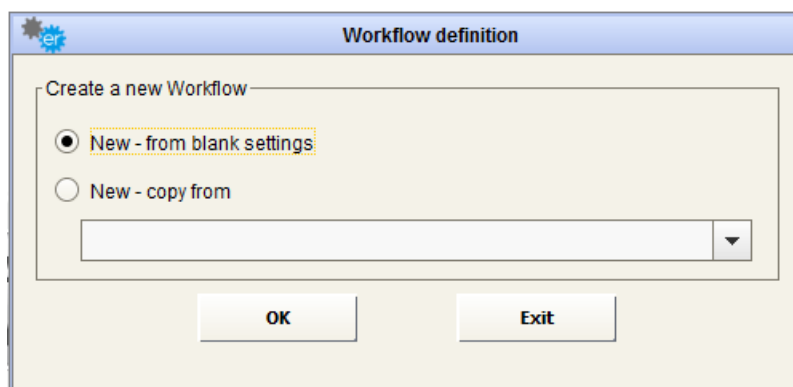 er
Workflow definition
Create a new Workflow
New - from blank settings
New - copy from
OK
Exit